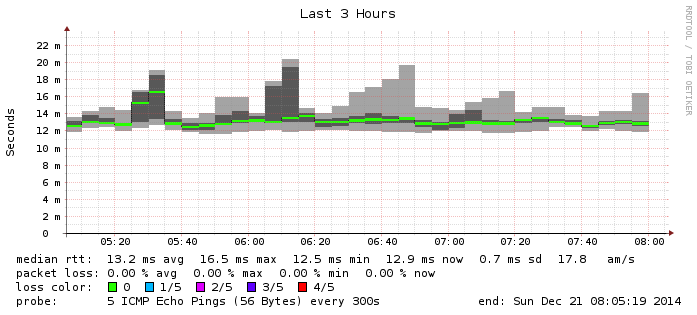 Last 3 Hours
RRDTOOL / TOBI OETIKER
Seconds
22 m
20 m
18 m
16 m
14 m
12 m
10 m
8 m
6 m
4 m
2 m
0
05:20 05:40 06:00 06:20 06:40 07:00 07:20 07:40 08:00
median rtt: 13.2 ms avg 16.5 ms max 12.5 ms min 12.9 ms now 0.7 ms sd 17.8 am/s
packet loss: 0.00 % avg 0.00 % max 0.00 % min 0.00 % now
loss color: 0 1/5 2/5 3/5 4/5
probe: 5 ICMP Echo Pings (56 Bytes) every 300s end: Sun Dec 21 08:05:19 2014